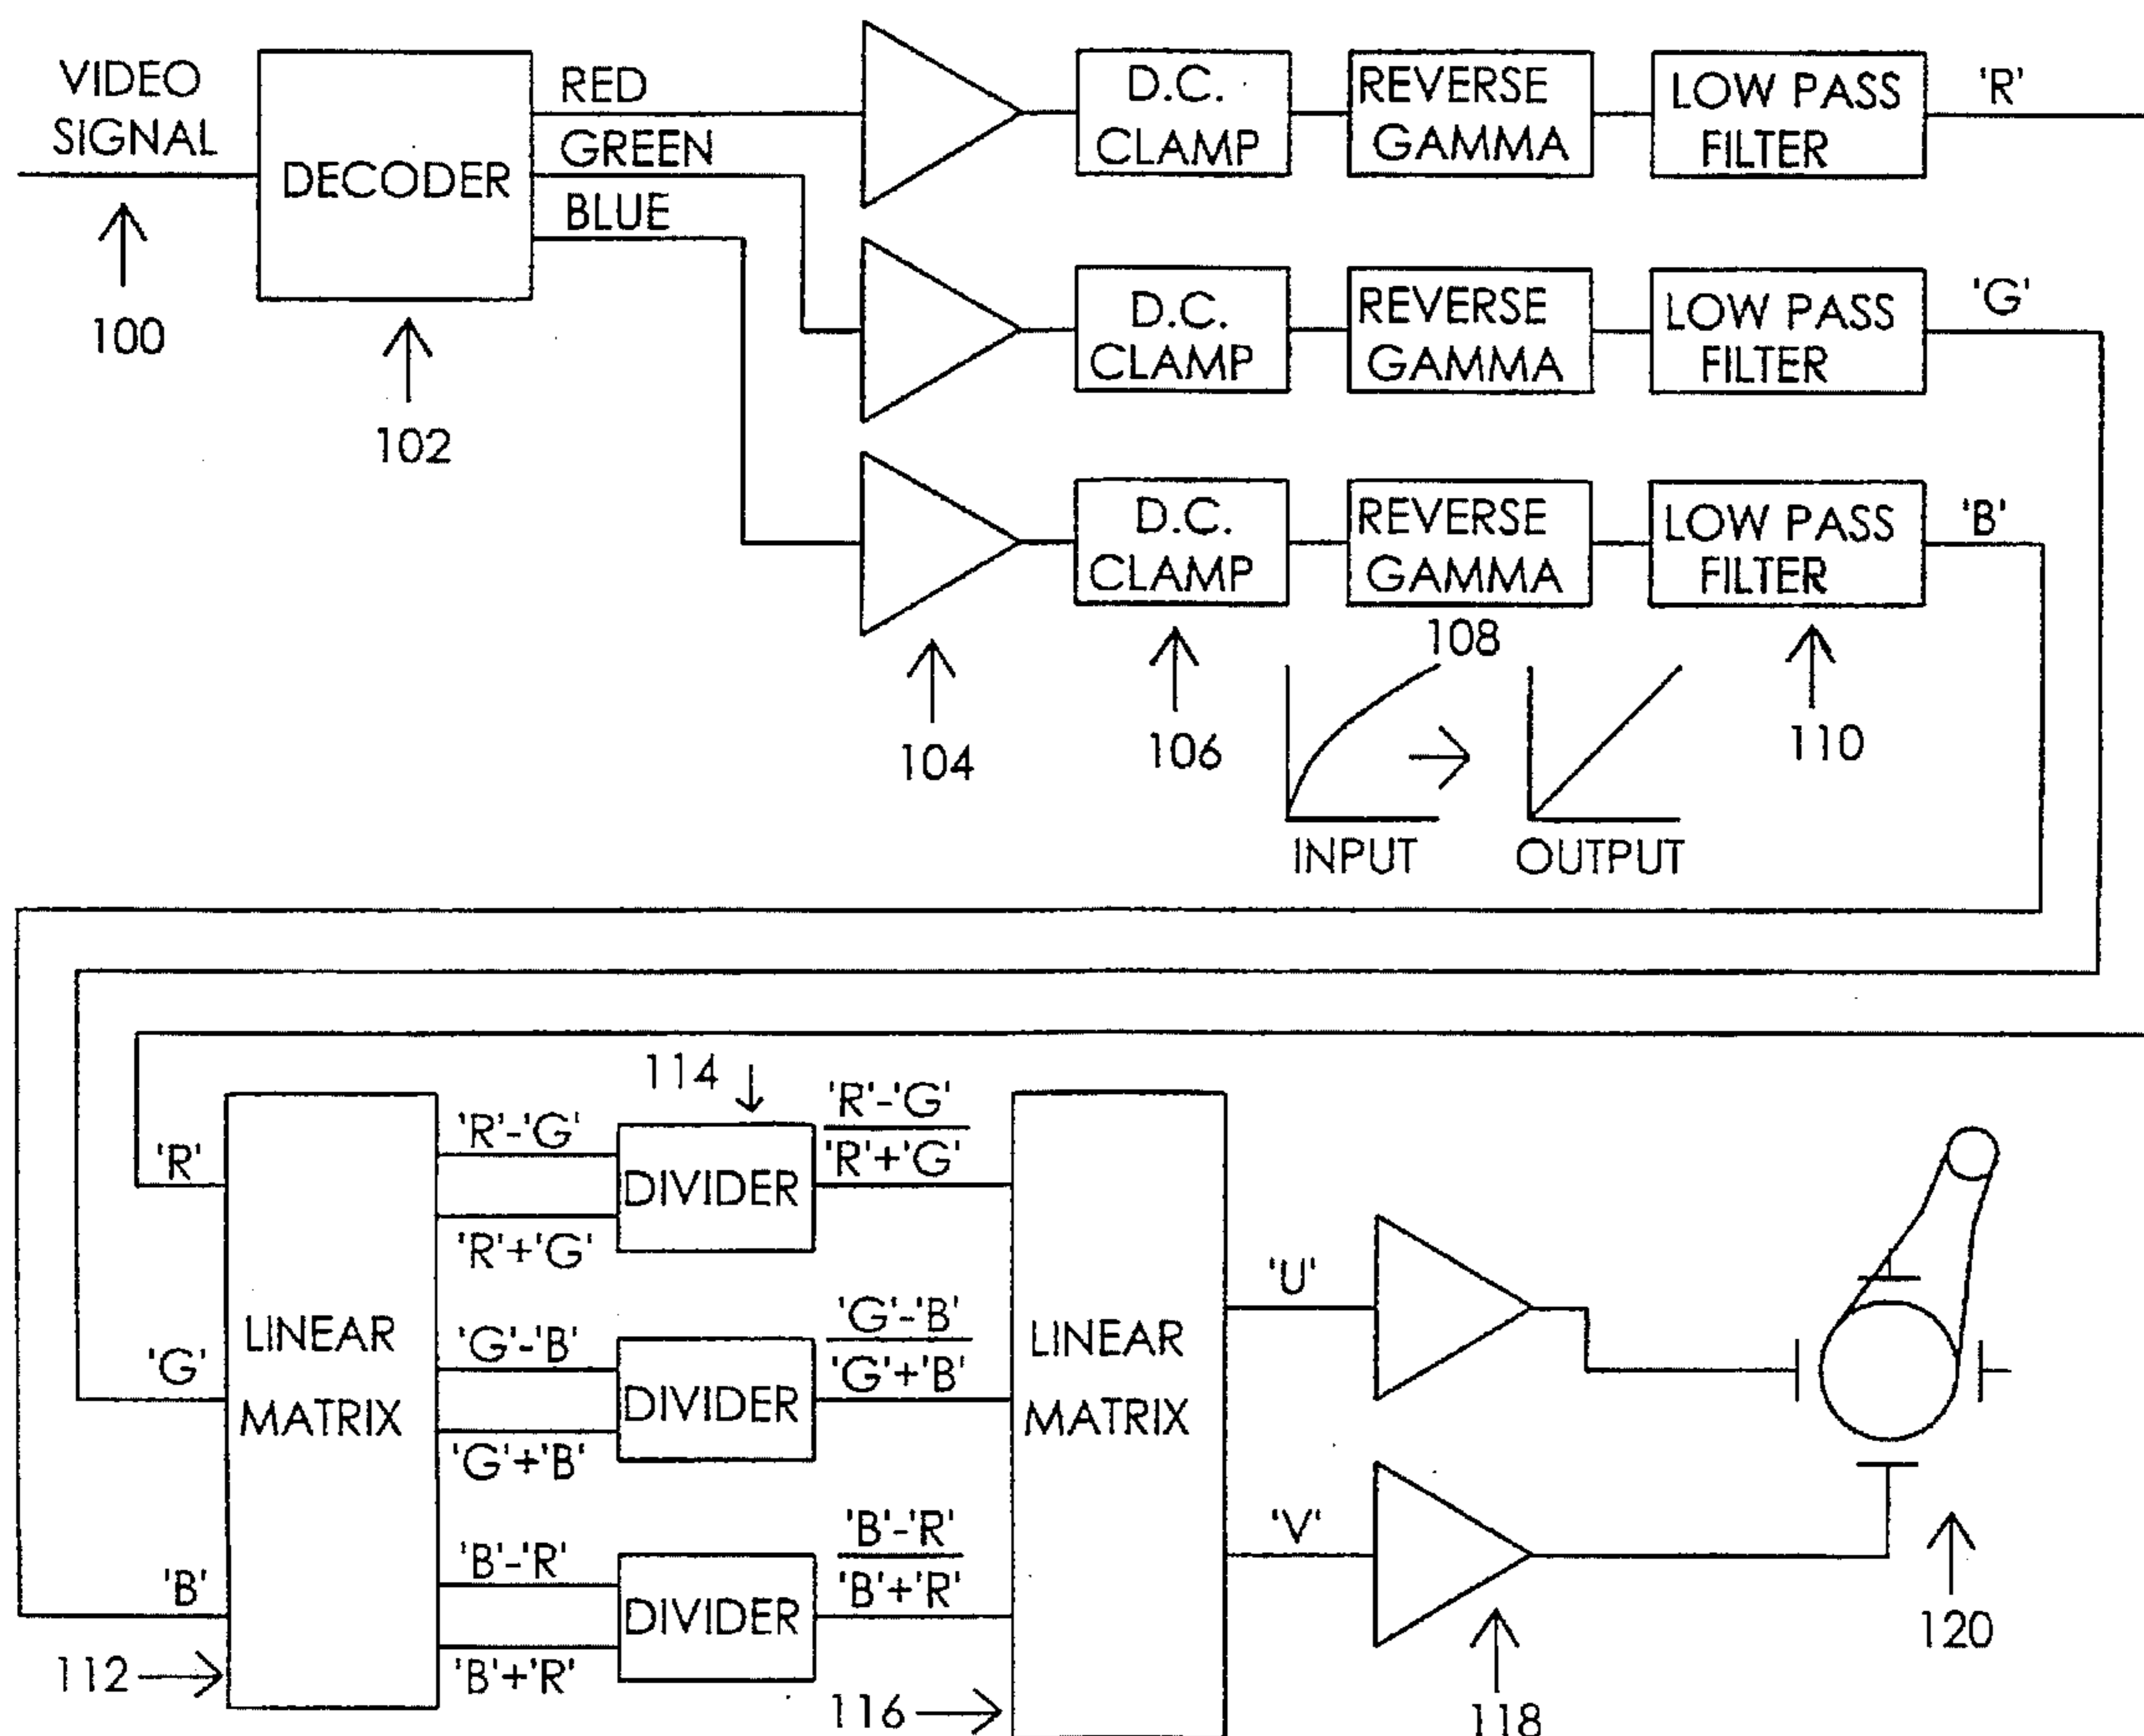 VIDEO
SIGNAL
100
DECODER
102
RED
GREEN
BLUE
D.C.
CLAMP
REVERSE
GAMMA
LOW PASS
FILTER
'R'
D.C.
CLAMP
REVERSE
GAMMA
LOW PASS
FILTER
'G'
D.C.
CLAMP
REVERSE
GAMMA
LOW PASS
FILTER
'B'
104
106
108
INPUT
OUTPUT
110
'R'
'G'
'B'
112
LINEAR
MATRIX
'R'-'G'
'R'+'G'
'G'-'B'
'G'+'B'
'B'-'R'
'B'+'R'
114
DIVIDER
DIVIDER
DIVIDER
'R'-'G'
'R'+'G'
'G'-'B'
'G'+'B'
'B'-'R'
'B'+'R'
116
LINEAR
MATRIX
'U'
'V'
118
120